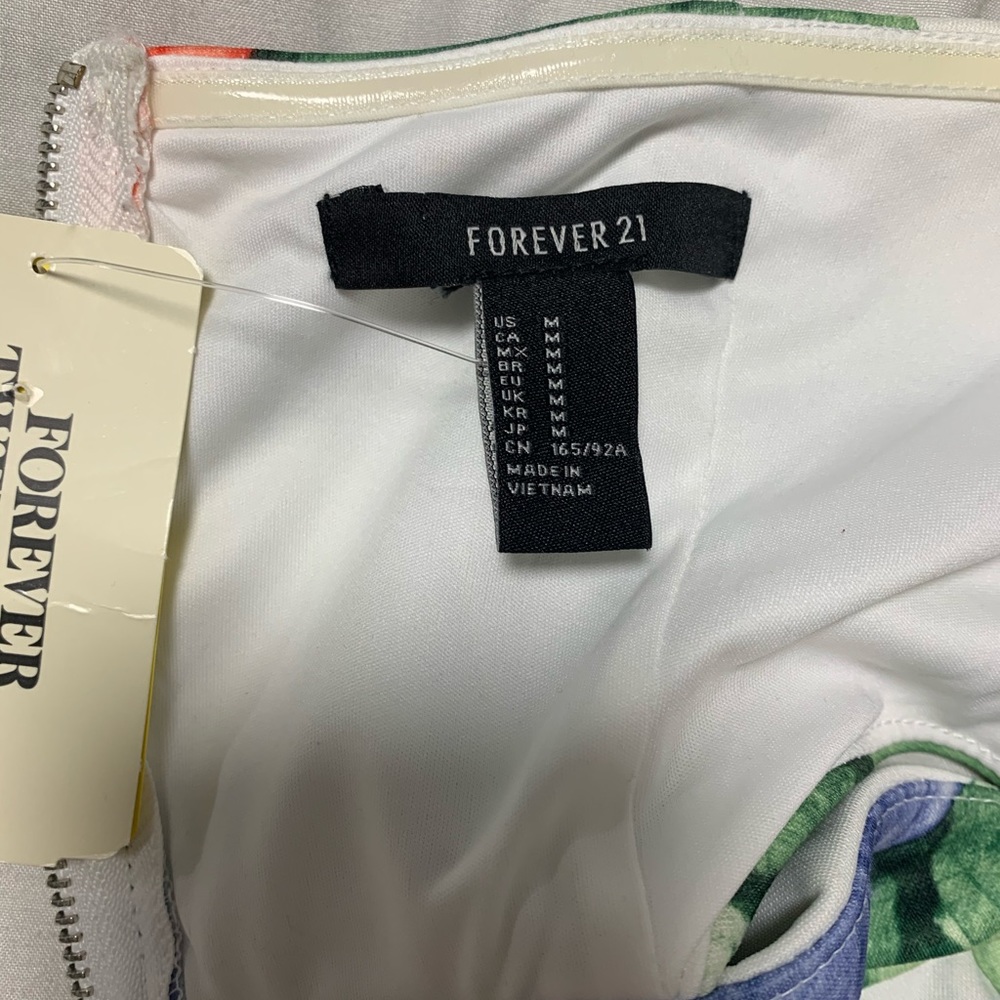 FOREVER 21
US M
CA M
MX M
BR M
EU M
UK M
KR M
JP M
CN 165/92A
MADE IN
VIETNAM
FOREVER